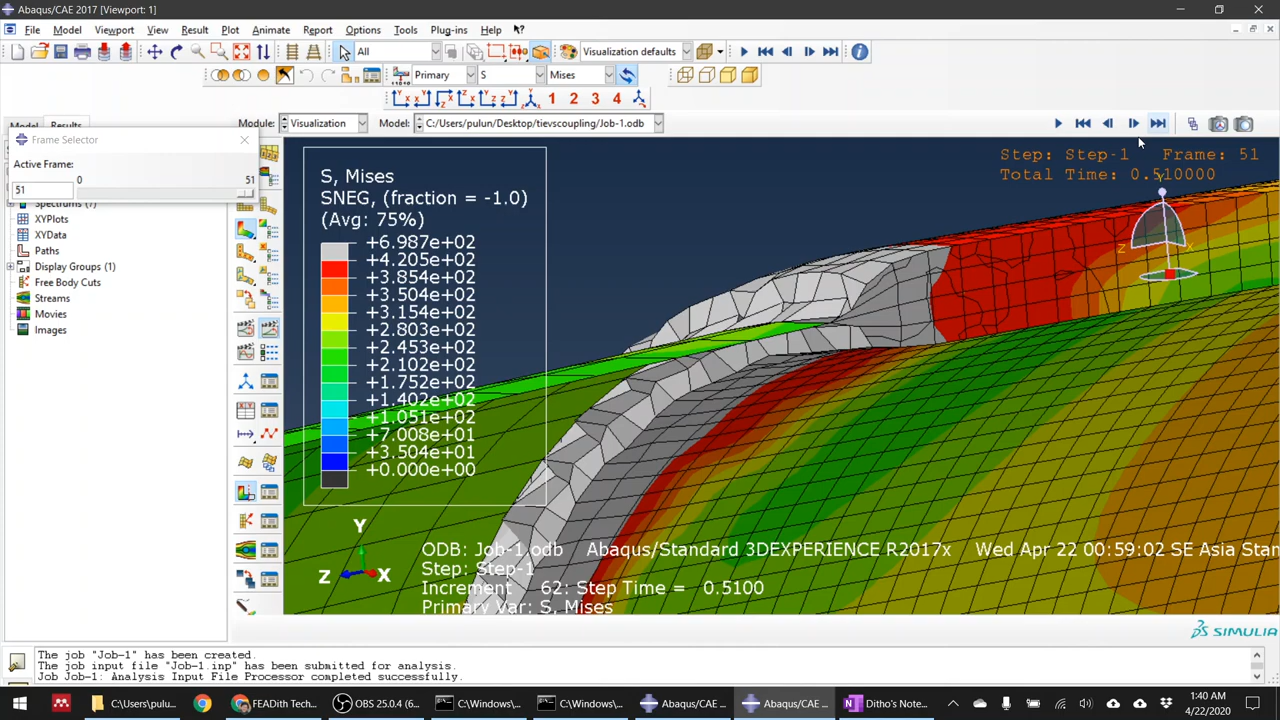 Abaqus/CAE 2017 [Viewport: 1]
File Model Viewport View Result Plot Animate Report Options Tools Plug-ins Help
All
Visualization defaults
Primary S Mises
1 2 3 4
Model Results
Module: Visualization Model: C:/Users/pulun/Desktop/tievscoupling/Job-1.odb
Frame Selector
Active Frame:
0 51
51
Spectrums (7)
XYPlots
XYData
Paths
Display Groups (1)
Free Body Cuts
Streams
Movies
Images
Step: Step-1 Frame: 51
Total Time: 0.510000
Y
Z
X
S, Mises
SNEG, (fraction = -1.0)
(Avg: 75%)
+6.987e+02
+4.205e+02
+3.854e+02
+3.504e+02
+3.154e+02
+2.803e+02
+2.453e+02
+2.102e+02
+1.752e+02
+1.402e+02
+1.051e+02
+7.008e+01
+3.504e+01
+0.000e+00
Y
Z X
ODB: Job-1.odb Abaqus/Standard 3DEXPERIENCE R2017x Wed Apr 22 00:59:02 SE Asia Stan
Step: Step-1
Increment 62: Step Time = 0.5100
Primary Var: S, Mises
SIMULIA
The job "Job-1" has been created.
The job input file "Job-1.inp" has been submitted for analysis.
Job Job-1: Analysis Input File Processor completed successfully.
C:\Users\pulu... FEADith Tech... OBS 25.0.4 (6... C:\Windows\... C:\Windows\... Abaqus/CAE ... Abaqus/CAE ... Ditho's Note...
1:40 AM
4/22/2020